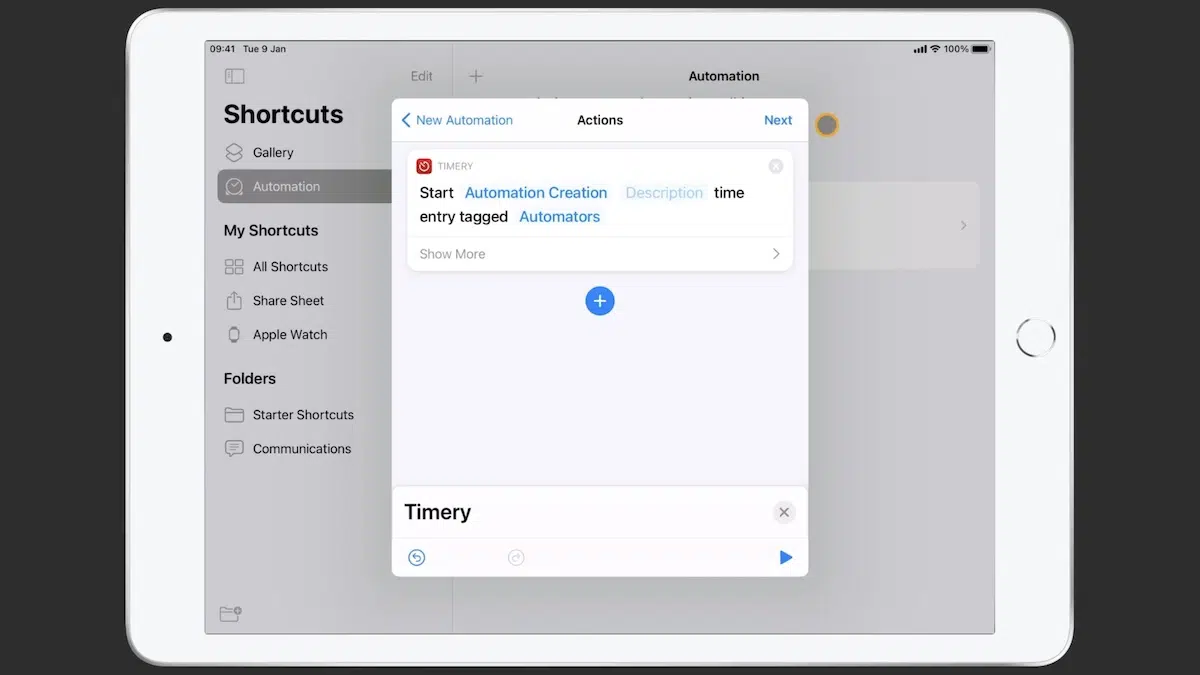 09:41 Tue 9 Jan
100%
Edit
Automation
Shortcuts
Gallery
Automation
My Shortcuts
All Shortcuts
Share Sheet
Apple Watch
Folders
Starter Shortcuts
Communications
New Automation
Actions
Next
TIMERY
Start Automation Creation Description time
entry tagged Automators
Show More
Timery